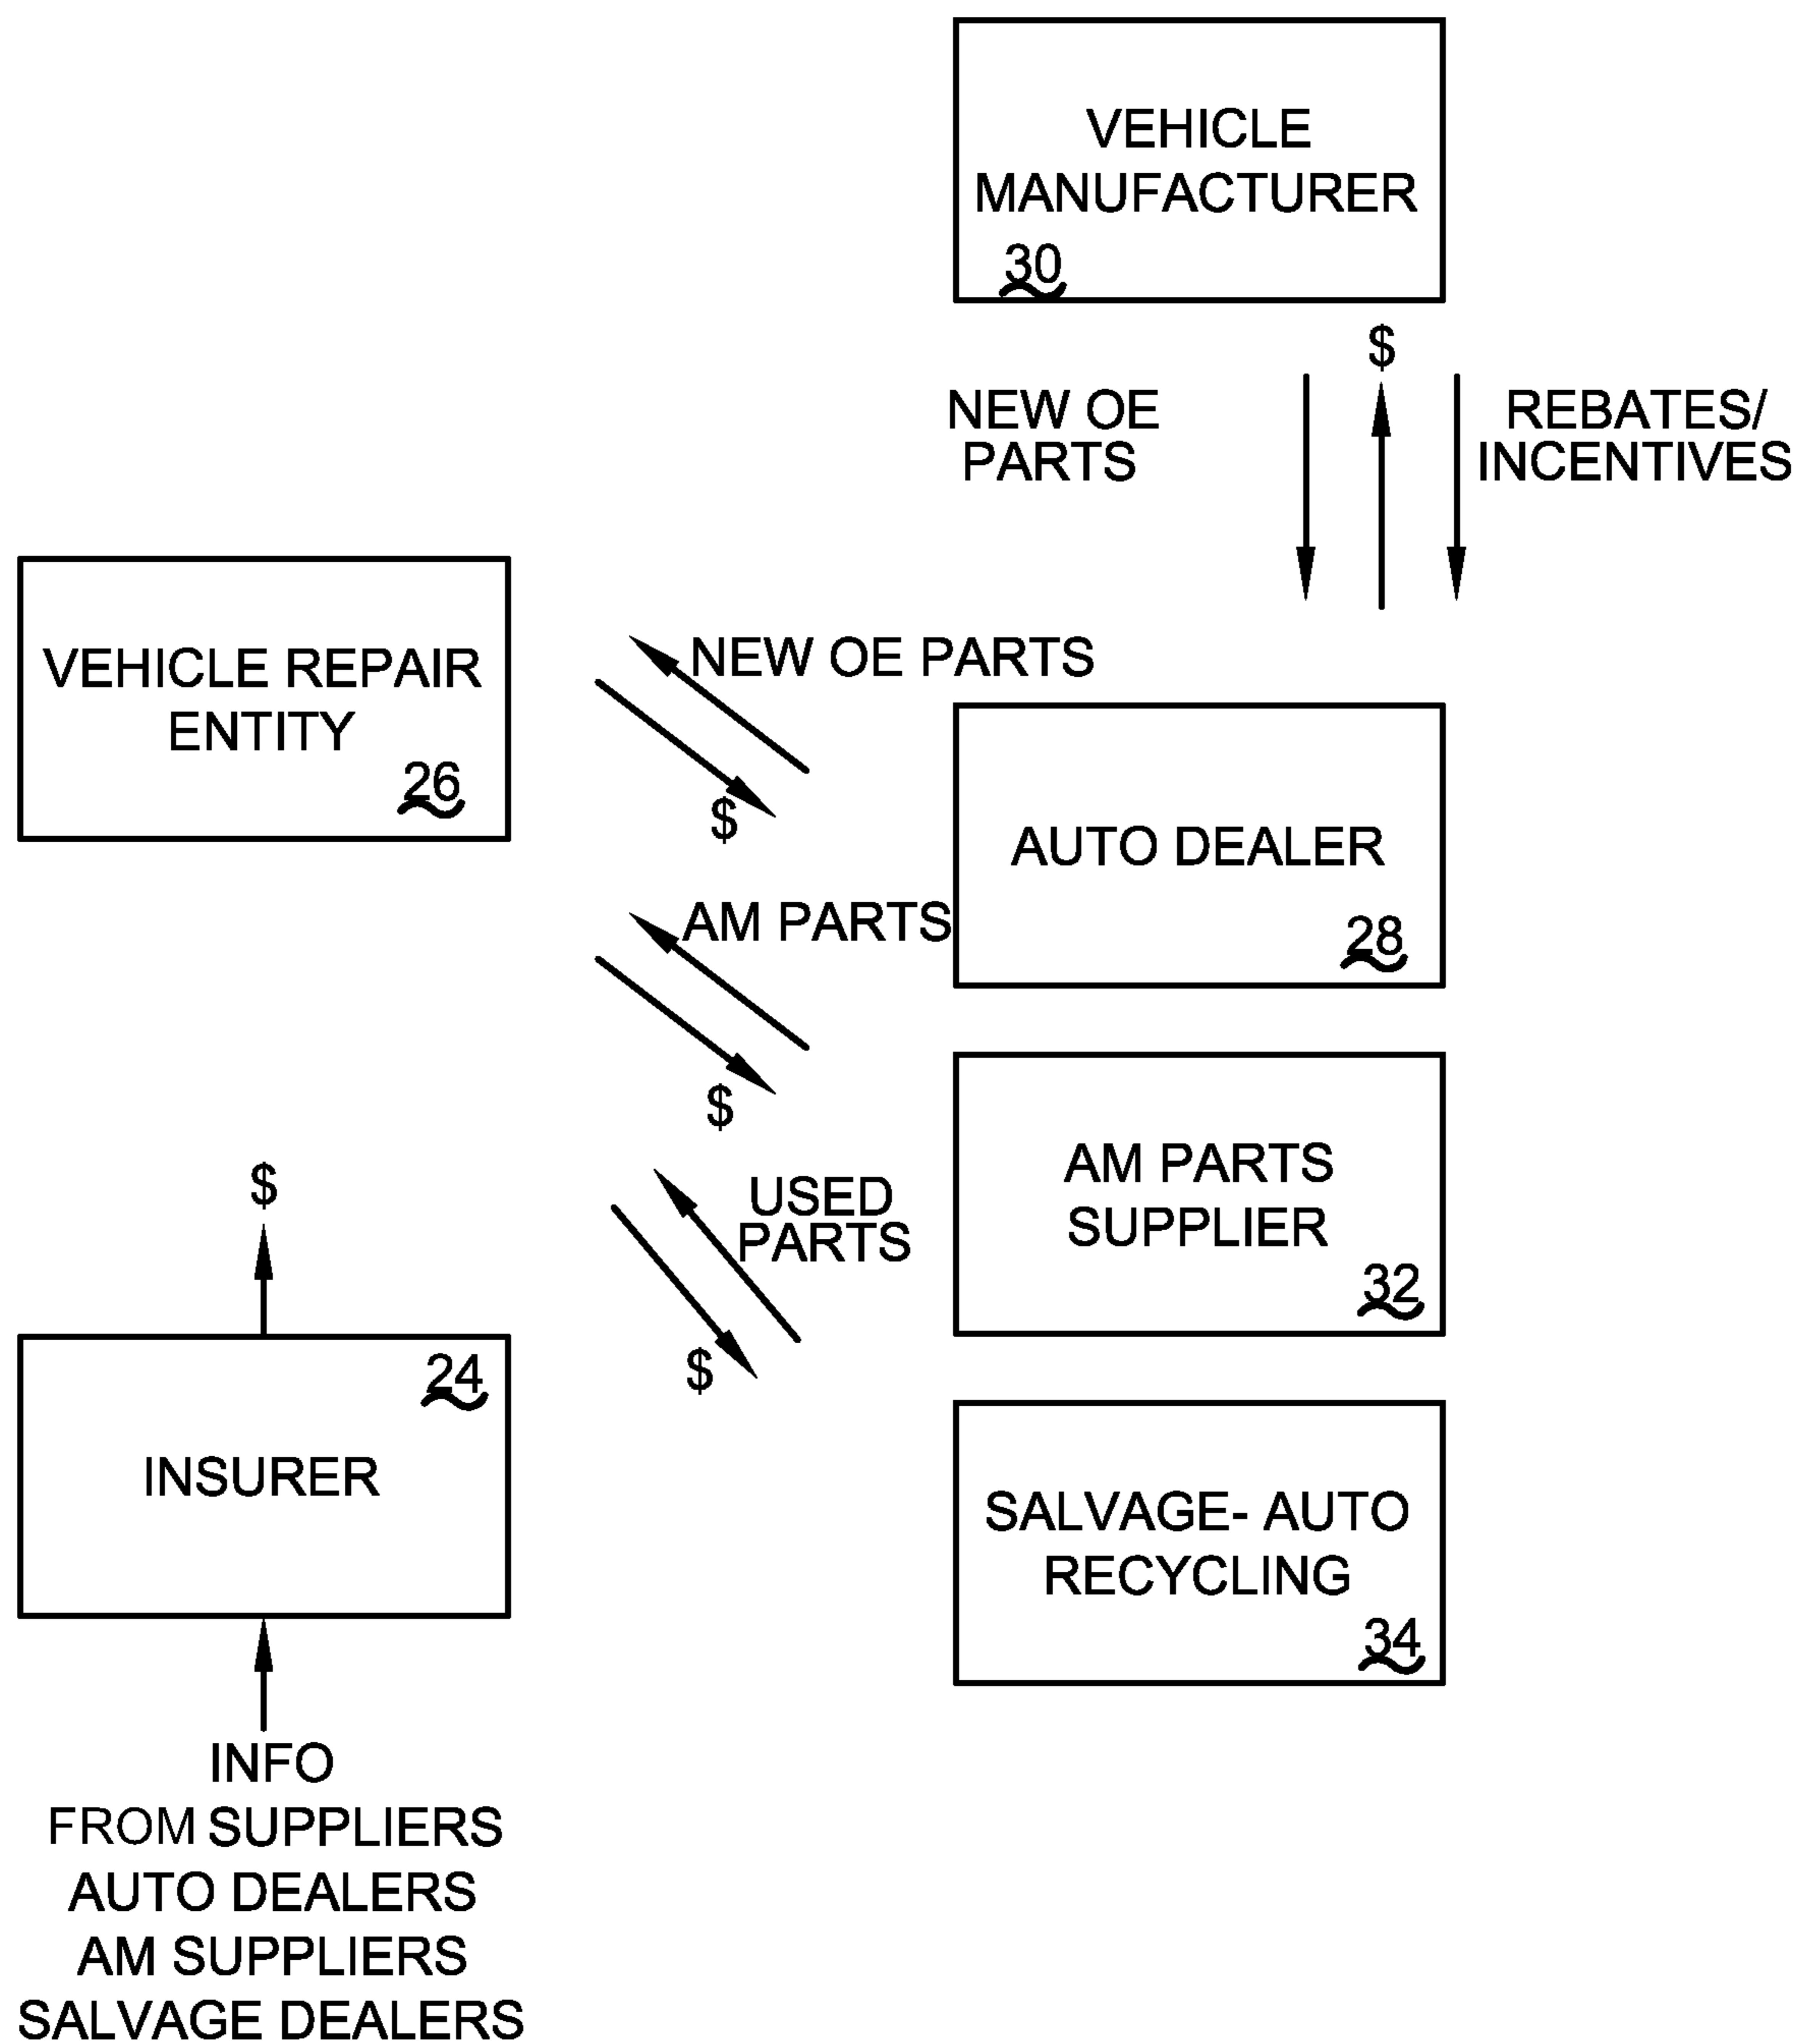 VEHICLE
MANUFACTURER
30
$
NEW OE
PARTS
REBATES/
INCENTIVES
VEHICLE REPAIR
ENTITY
26
NEW OE PARTS
$
AUTO DEALER
28
AM PARTS
$
AM PARTS
SUPPLIER
32
USED
PARTS
$
$
24
INSURER
SALVAGE- AUTO
RECYCLING
34
INFO
FROM SUPPLIERS
AUTO DEALERS
AM SUPPLIERS
SALVAGE DEALERS